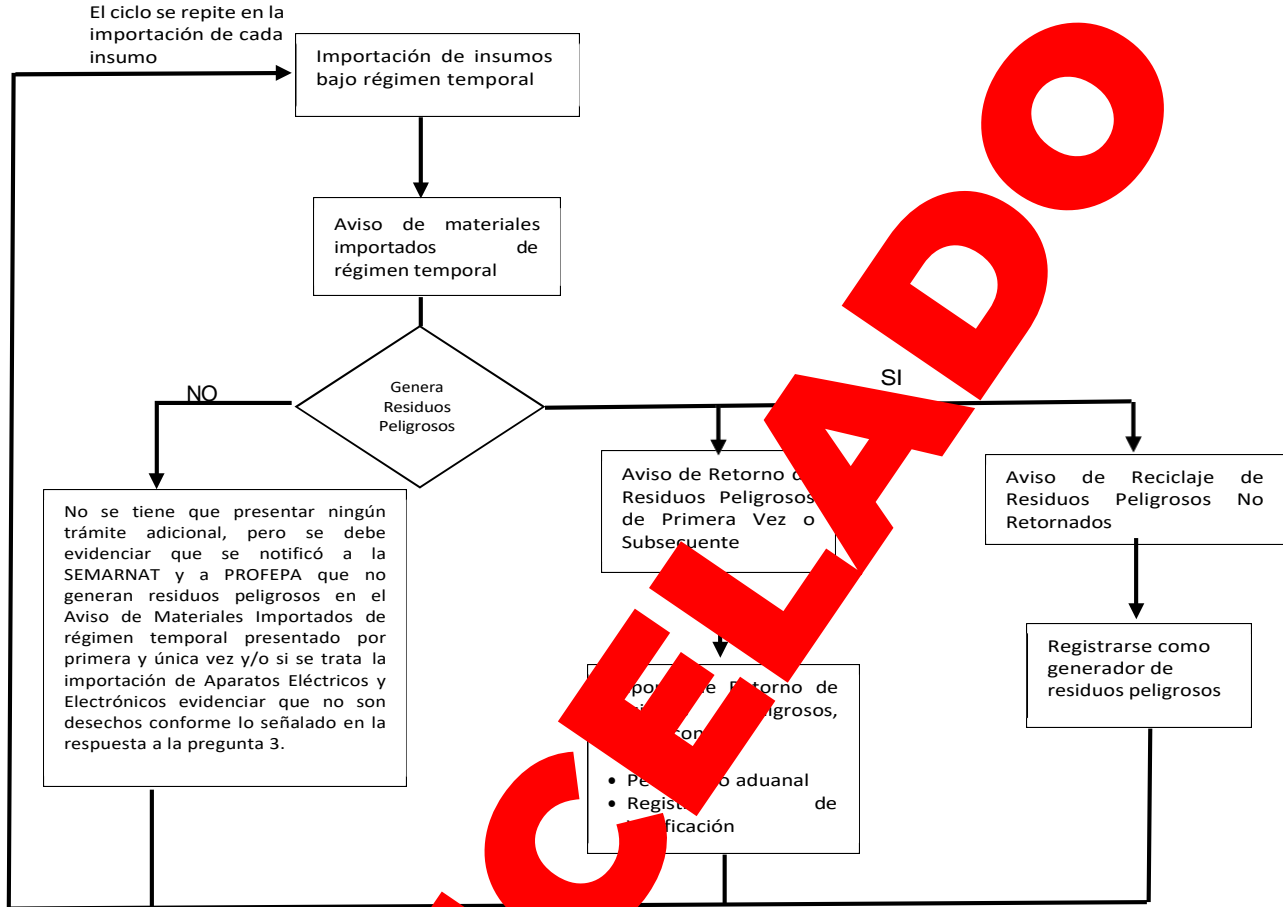 El ciclo se repite en la
importación de cada
insumo
Importación de insumos
bajo régimen temporal
Aviso de materiales
importados de
régimen temporal
Genera
Residuos
Peligrosos
NO
SI
No se tiene que presentar ningún
trámite adicional, pero se debe
evidenciar que se notificó a la
SEMARNAT y a PROFEPA que no
generan residuos peligrosos en el
Aviso de Materiales Importados de
régimen temporal presentado por
primera y única vez y/o si se trata la
importación de Aparatos Eléctricos y
Electrónicos evidenciar que no son
desechos conforme lo señalado en la
respuesta a la pregunta 3.
Aviso de Retorno
Residuos Peligrosos
de Primera Vez o
Subsecuente
de
• aduanal
• de
Aviso de Reciclaje de
Residuos Peligrosos No
Retornados
Registrarse como
generador de
residuos peligrosos
CELADO